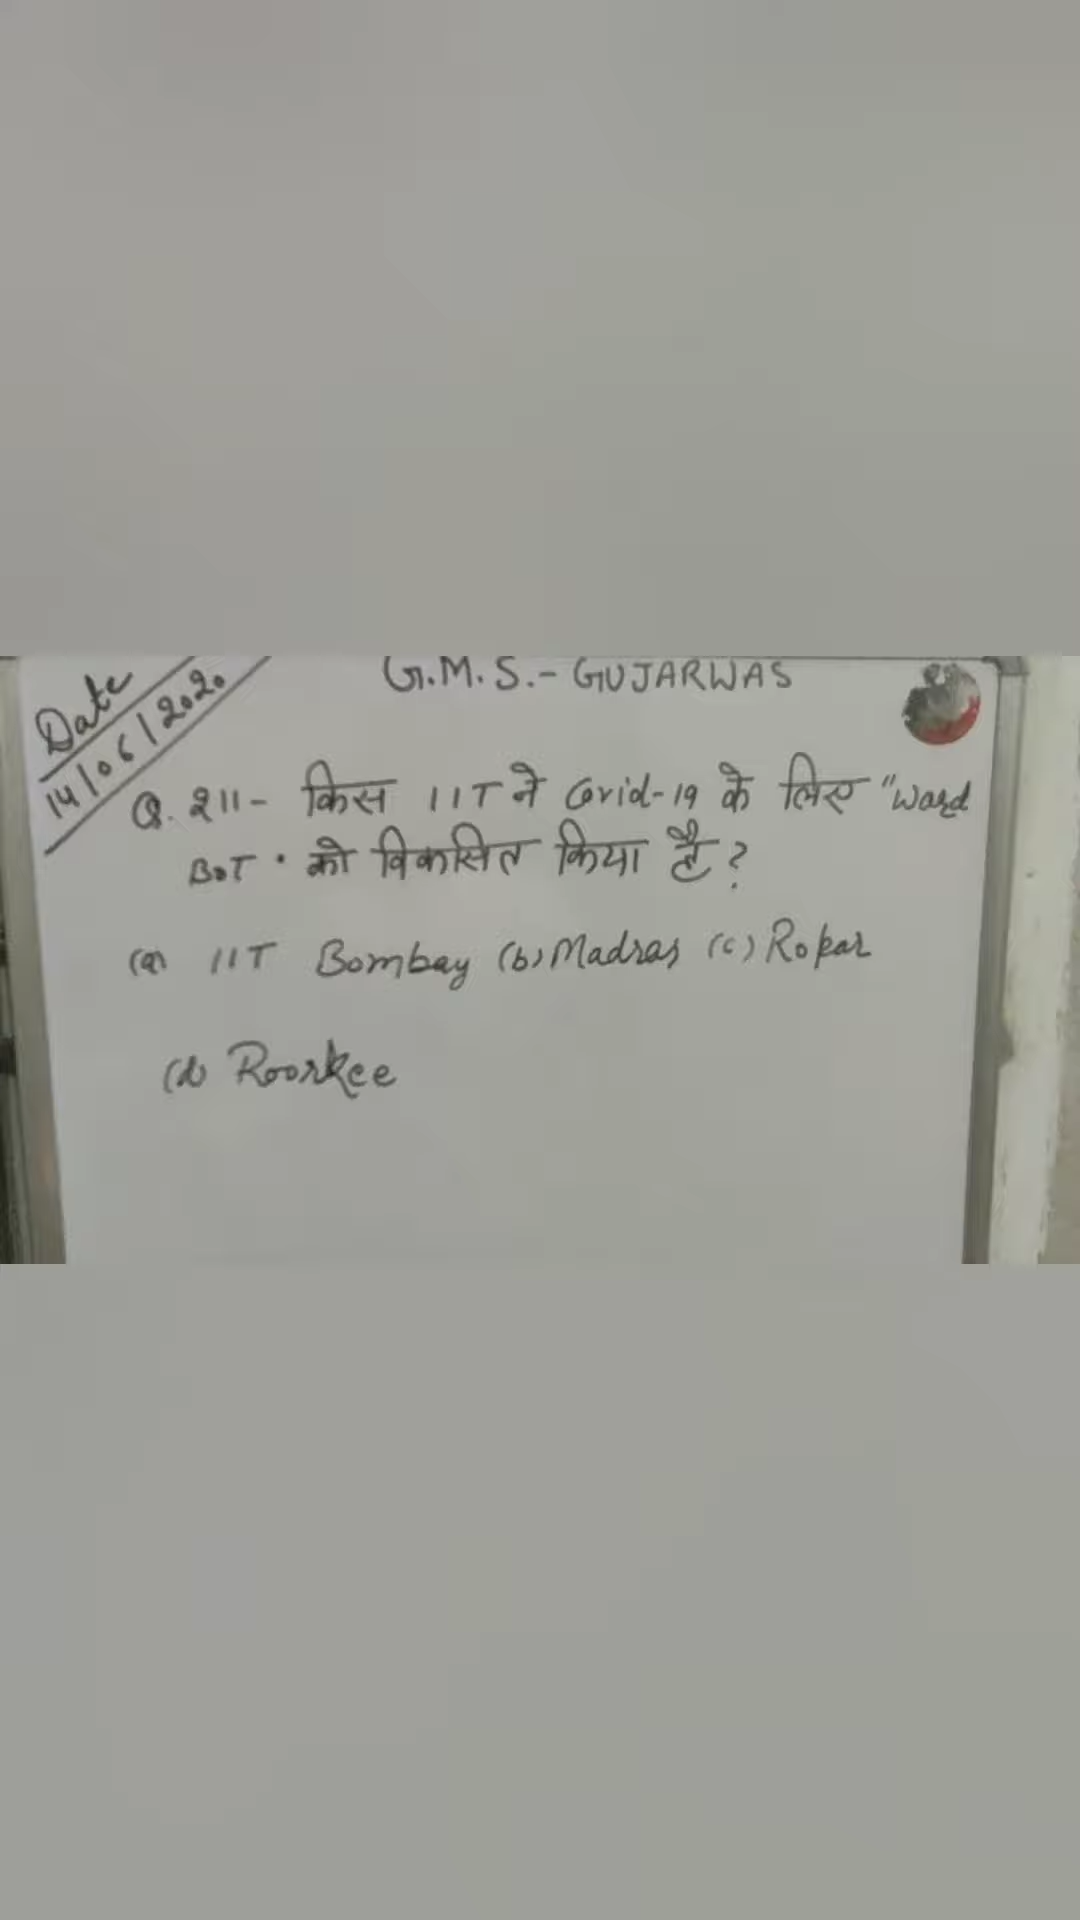 Date
14/06/2020
G.M.S.- GUJARWAS
Q. 211- किस IIT ने Covid-19 के लिए "Ward
BOT" को विकसित किया है?
(a) IIT Bombay (b) Madras (c) Ropar
(d) Roorkee